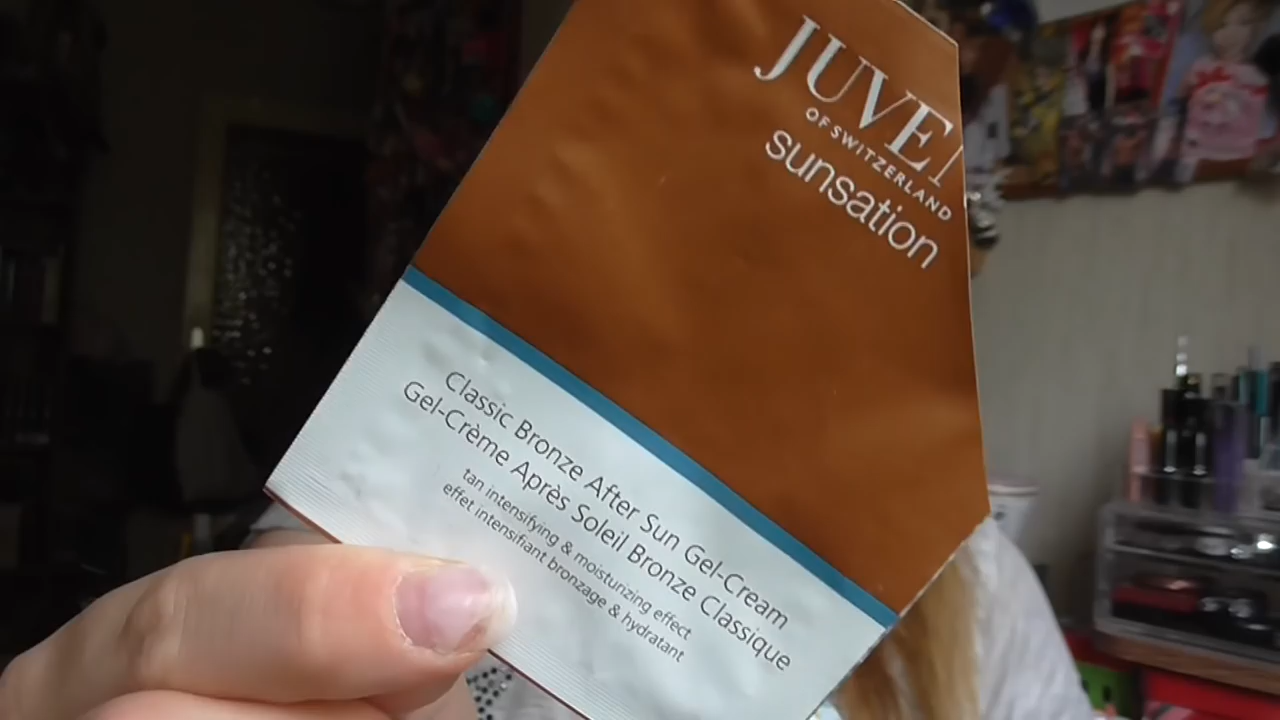 JUVE
OF SWITZERLAND
sunsation
Classic Bronze After Sun Gel-Cream
Gel-Crème Après Soleil Bronze Classique
tan intensifying & moisturizing effect
effet intensifiant bronzage & hydratant